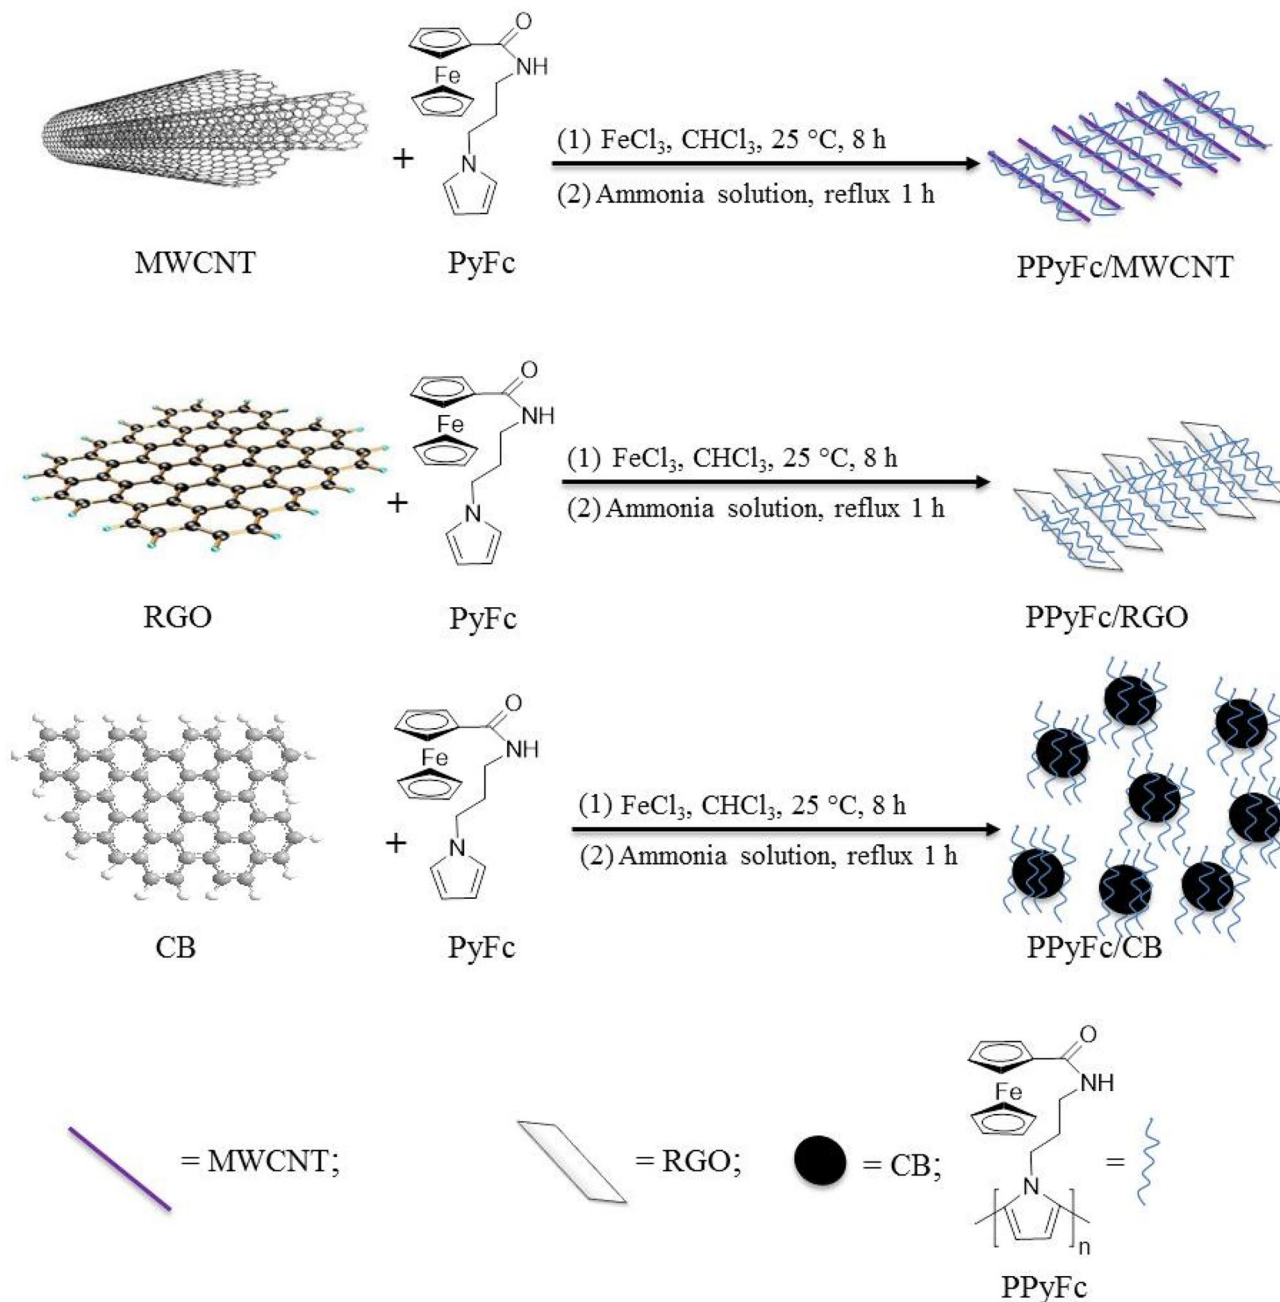 O
Fe
NH
N
+
(1) FeCl₃, CHCl₃, 25 °C, 8 h
(2) Ammonia solution, reflux 1 h
MWCNT
PyFc
PPyFc/MWCNT
O
Fe
NH
N
+
(1) FeCl₃, CHCl₃, 25 °C, 8 h
(2) Ammonia solution, reflux 1 h
RGO
PyFc
PPyFc/RGO
O
Fe
NH
N
+
(1) FeCl₃, CHCl₃, 25 °C, 8 h
(2) Ammonia solution, reflux 1 h
CB
PyFc
PPyFc/CB
O
Fe
NH
N
n
= MWCNT;
= RGO;
= CB;
=
PPyFc